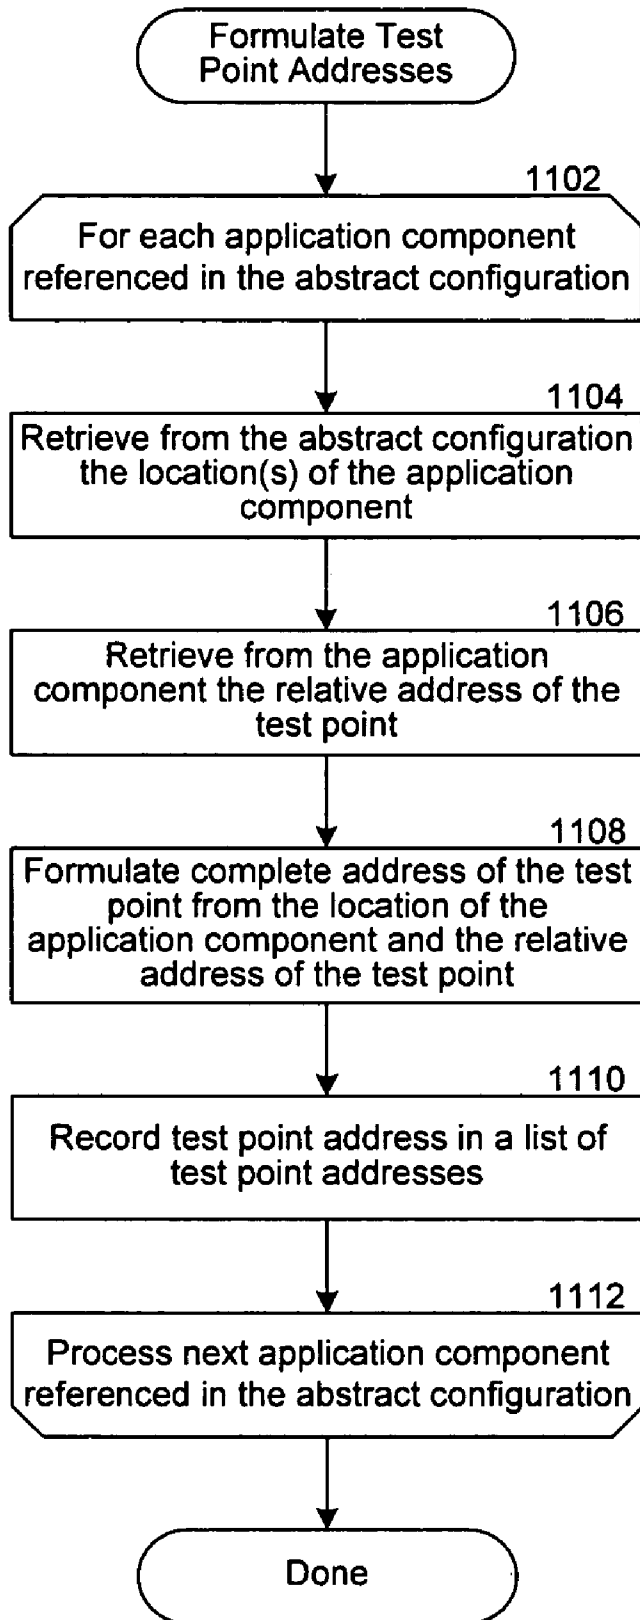 Formulate Test
Point Addresses
1102
For each application component
referenced in the abstract configuration
1104
Retrieve from the abstract configuration
the location(s) of the application
component
1106
Retrieve from the application
component the relative address of the
test point
1108
Formulate complete address of the test
point from the location of the
application component and the relative
address of the test point
1110
Record test point address in a list of
test point addresses
1112
Process next application component
referenced in the abstract configuration
Done